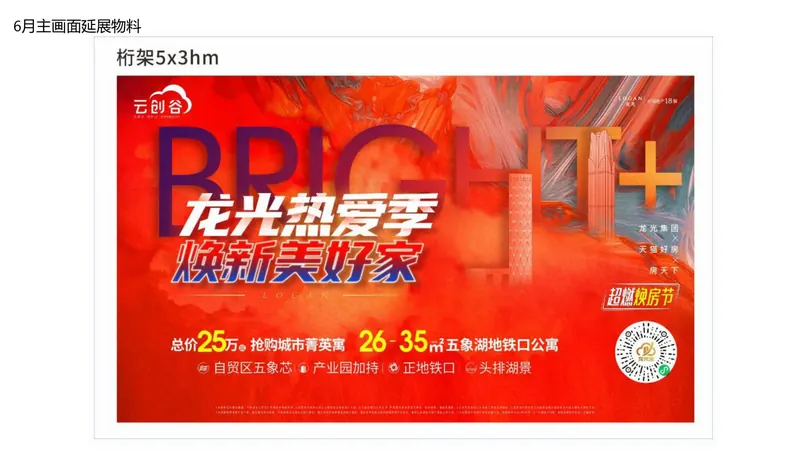 6月主画面延展物料
桁架5x3hm
云创谷
LOGAN
龙光
BRIGHT+
龙光热爱季
焕新美好家
LOGAN
龙光集团
×
天猫好房
×
房天下
超燃焕房节
总价25万起 抢购城市菁英寓 26-35㎡五象湖地铁口公寓
自贸区五象芯 产业园加持 正地铁口 头排湖景